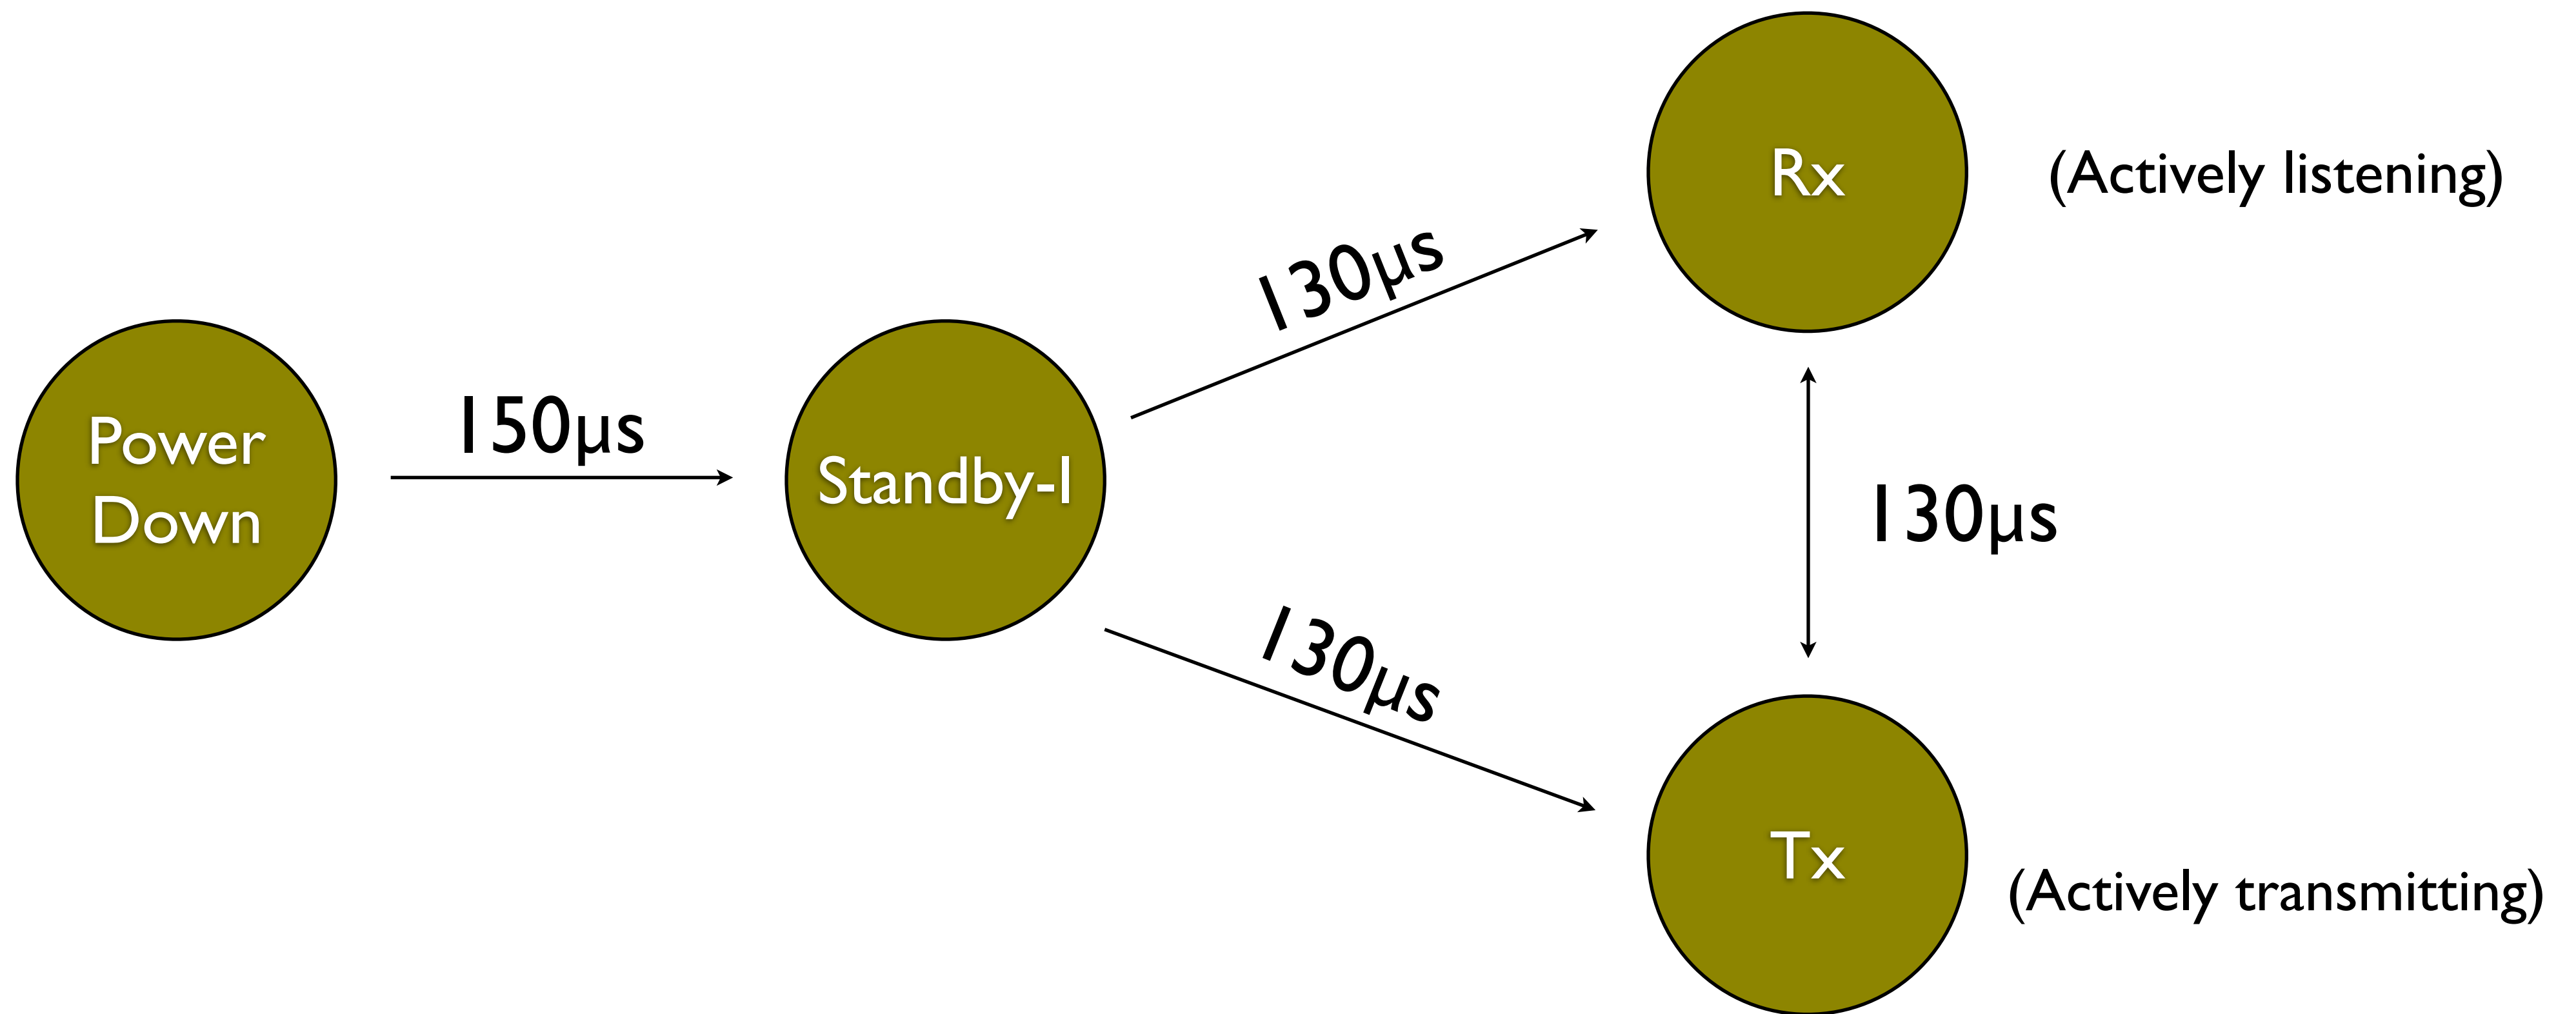 Power
Down
150µs
Standby-I
130µs
130µs
Rx
(Actively listening)
130µs
Tx
(Actively transmitting)